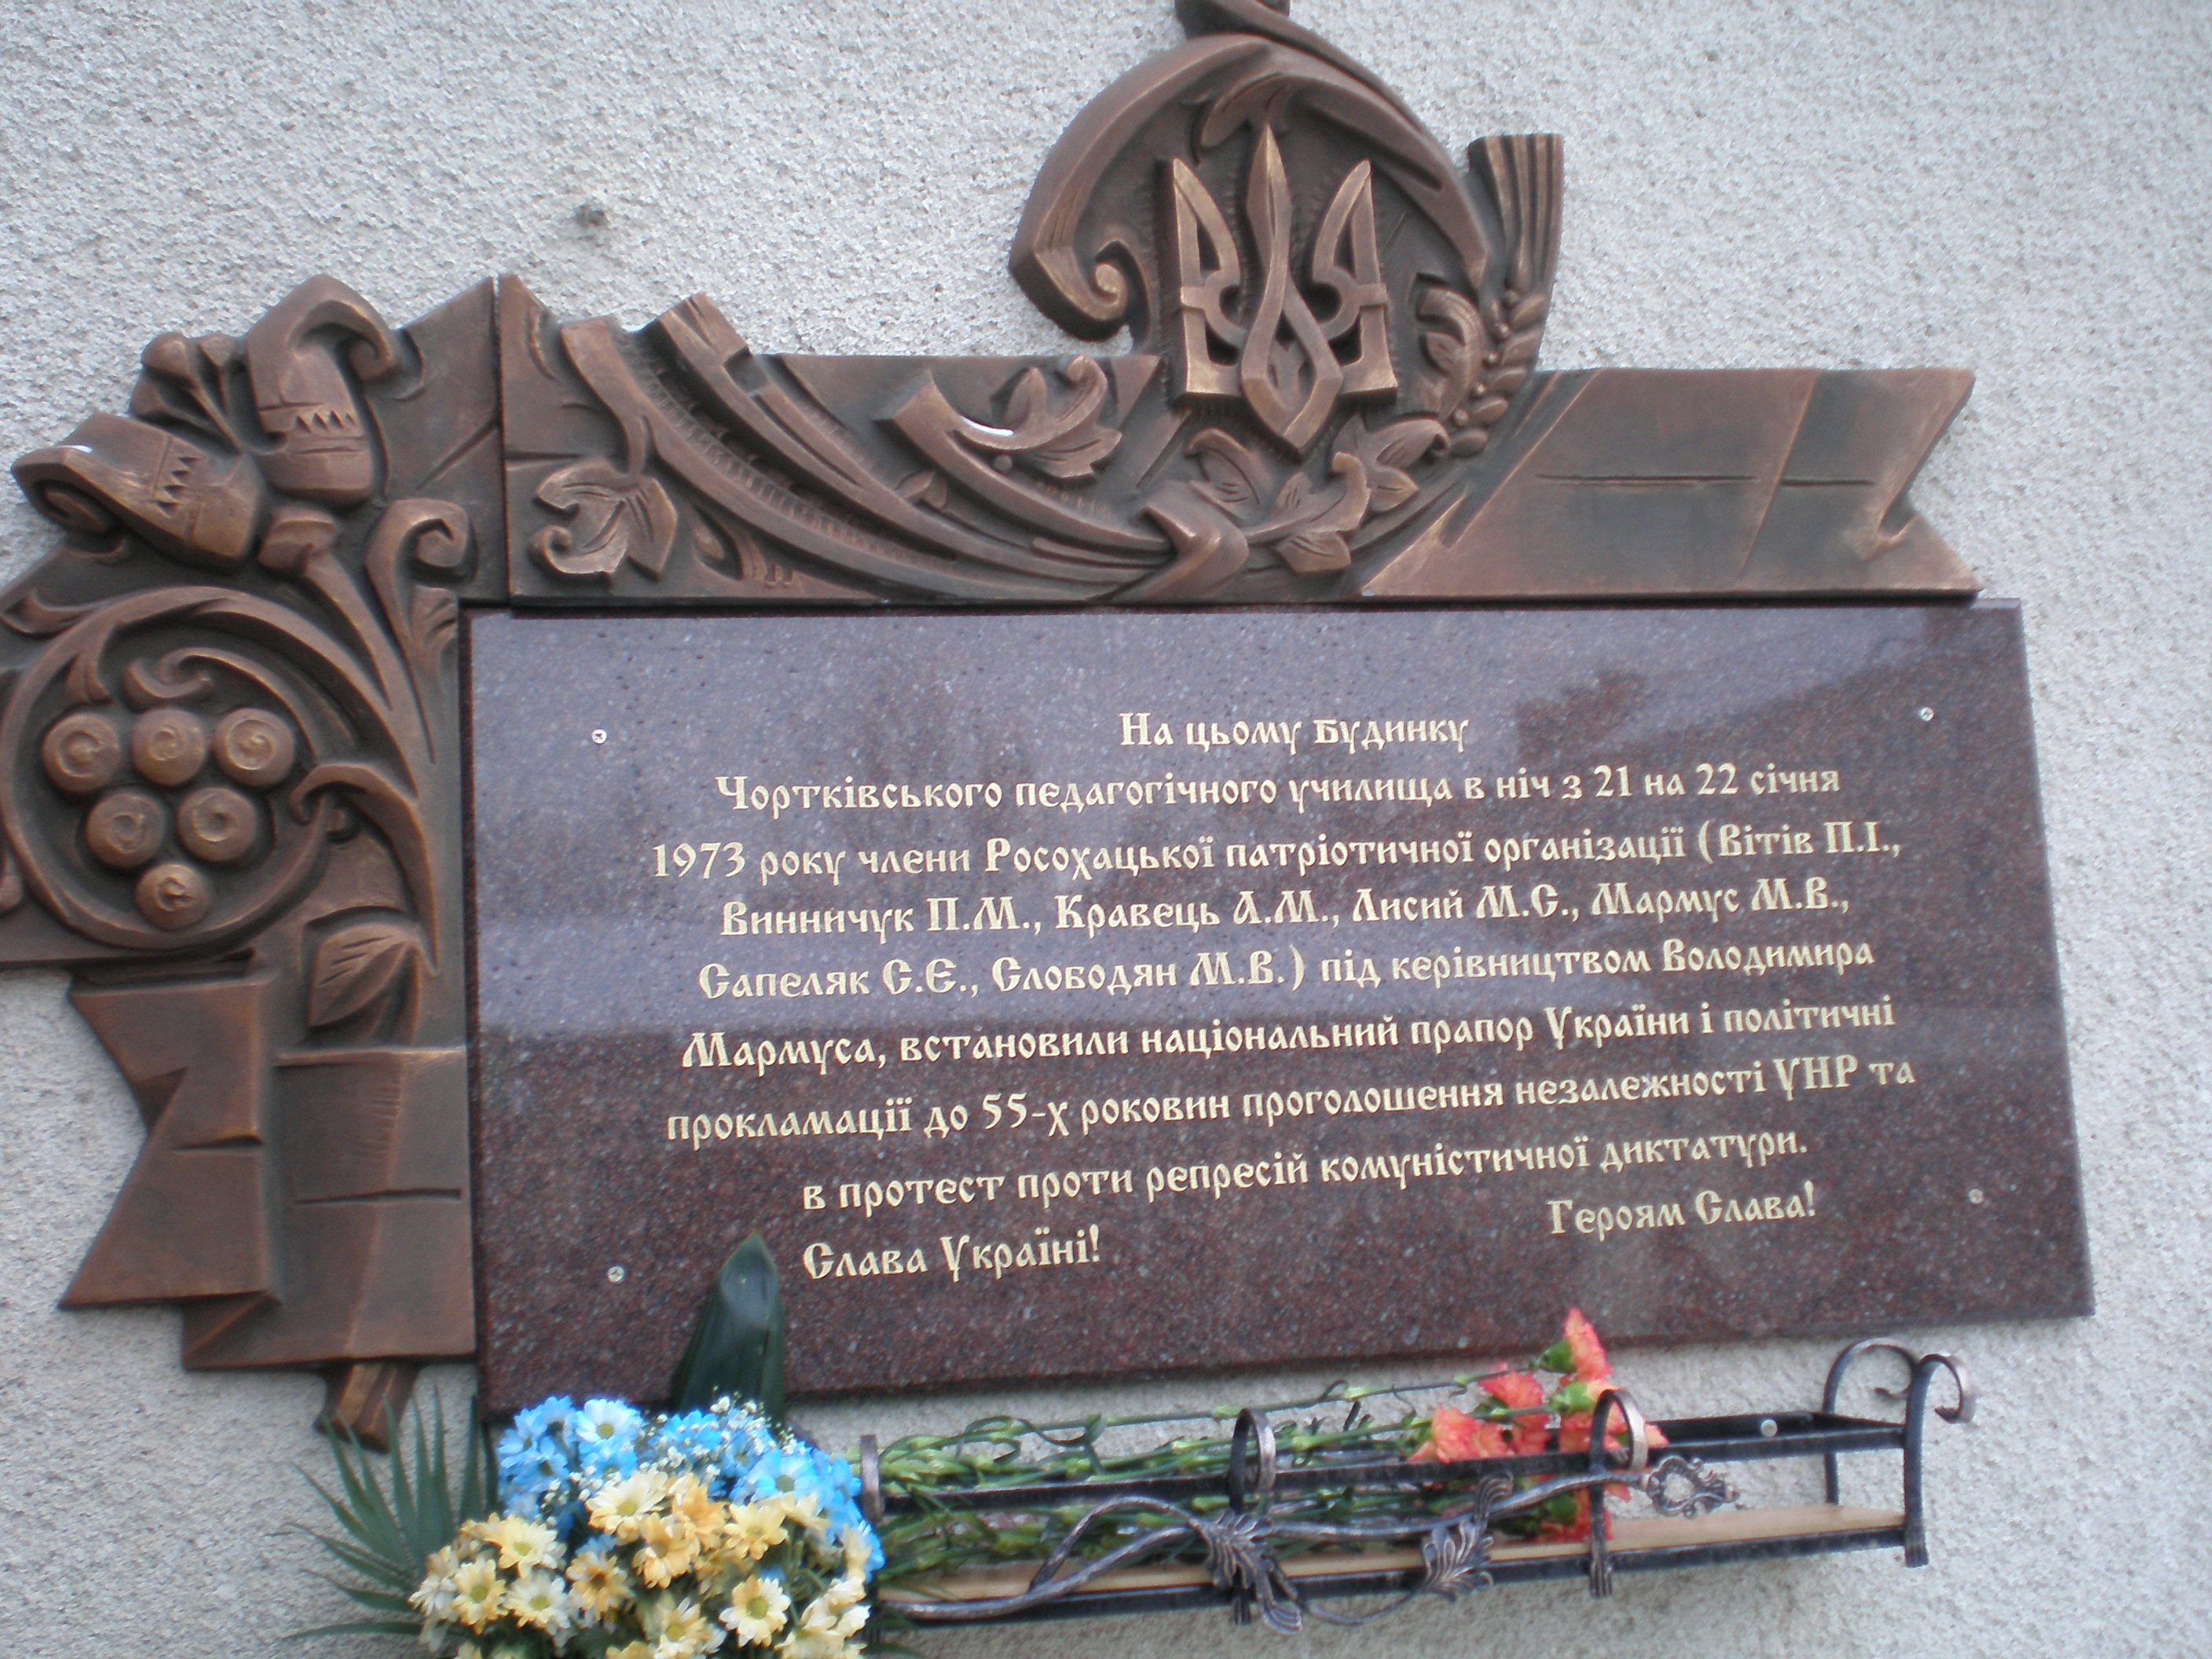 На цьому будинку
Чортківського педагогічного училища в ніч з 21 на 22 січня
1973 року члени Росохацької патріотичної організації (Вітів П.І.,
Винничук П.М., Кравець А.М., Лисий М.С., Мармус М.В.,
Сапеляк С.Є., Слободян М.В.) під керівництвом Володимира
Мармуса, встановили національний прапор України і політичні
прокламації до 55-х роковин проголошення незалежності УНР та
в протест проти репресій комуністичної диктатури.
Слава Україні! Героям Слава!